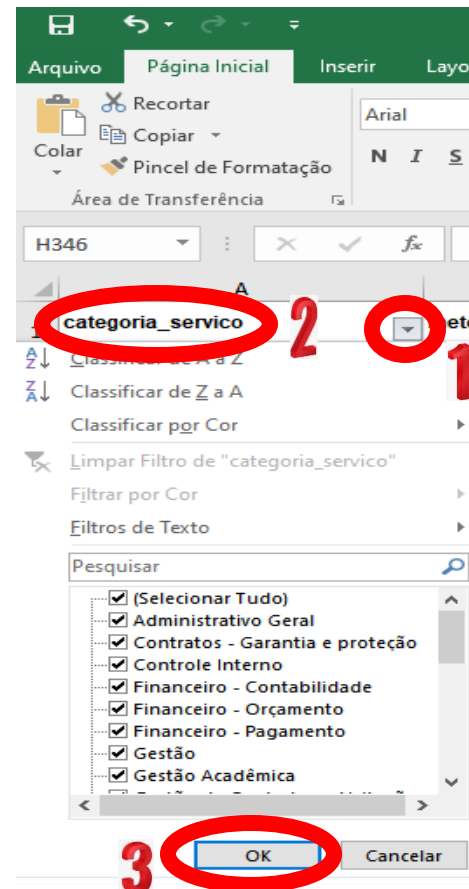 Arquivo Página Inicial Inserir Layo
Recortar
Copiar
Colar
Pincel de Formatação
Área de Transferência
Arial
N I S
H346 fx
A
1 categoria_servico 2
1
Classificar de A a Z
Classificar de Z a A
Classificar por Cor
Limpar Filtro de "categoria_servico"
Filtrar por Cor
Filtros de Texto
Pesquisar
(Selecionar Tudo)
Administrativo Geral
Contratos - Garantia e proteção
Controle Interno
Financeiro - Contabilidade
Financeiro - Orçamento
Financeiro - Pagamento
Gestão
Gestão Acadêmica
3 OK Cancelar